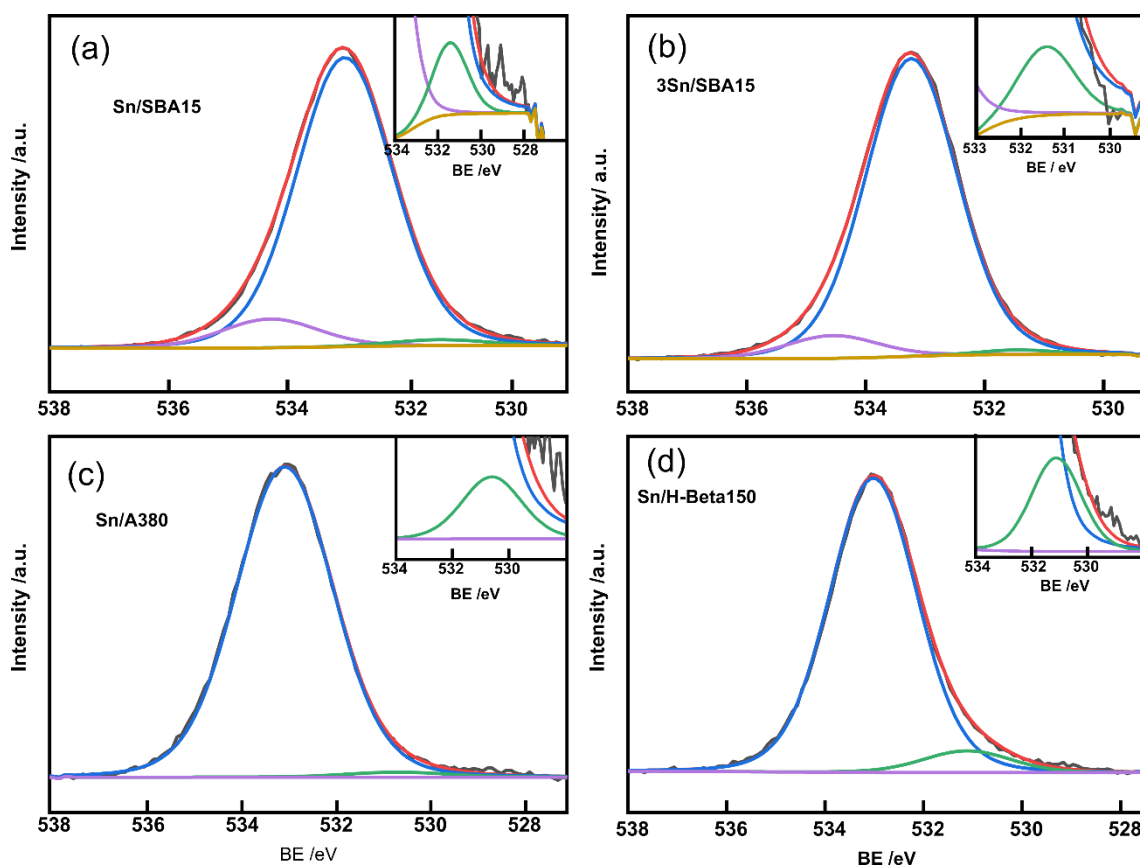 (a)
Sn/SBA15
534 532 530 528
BE /eV
Intensity /a.u.
538 536 534 532 530
(b)
3Sn/SBA15
533 532 531 530
BE /eV
Intensity/ a.u.
538 536 534 532 530
(c)
Sn/A380
534 532 530
BE /eV
Intensity /a.u.
538 536 534 532 530 528
BE /eV
(d)
Sn/H-Beta150
534 532 530
BE /eV
Intensity /a.u.
538 536 534 532 530 528
BE /eV